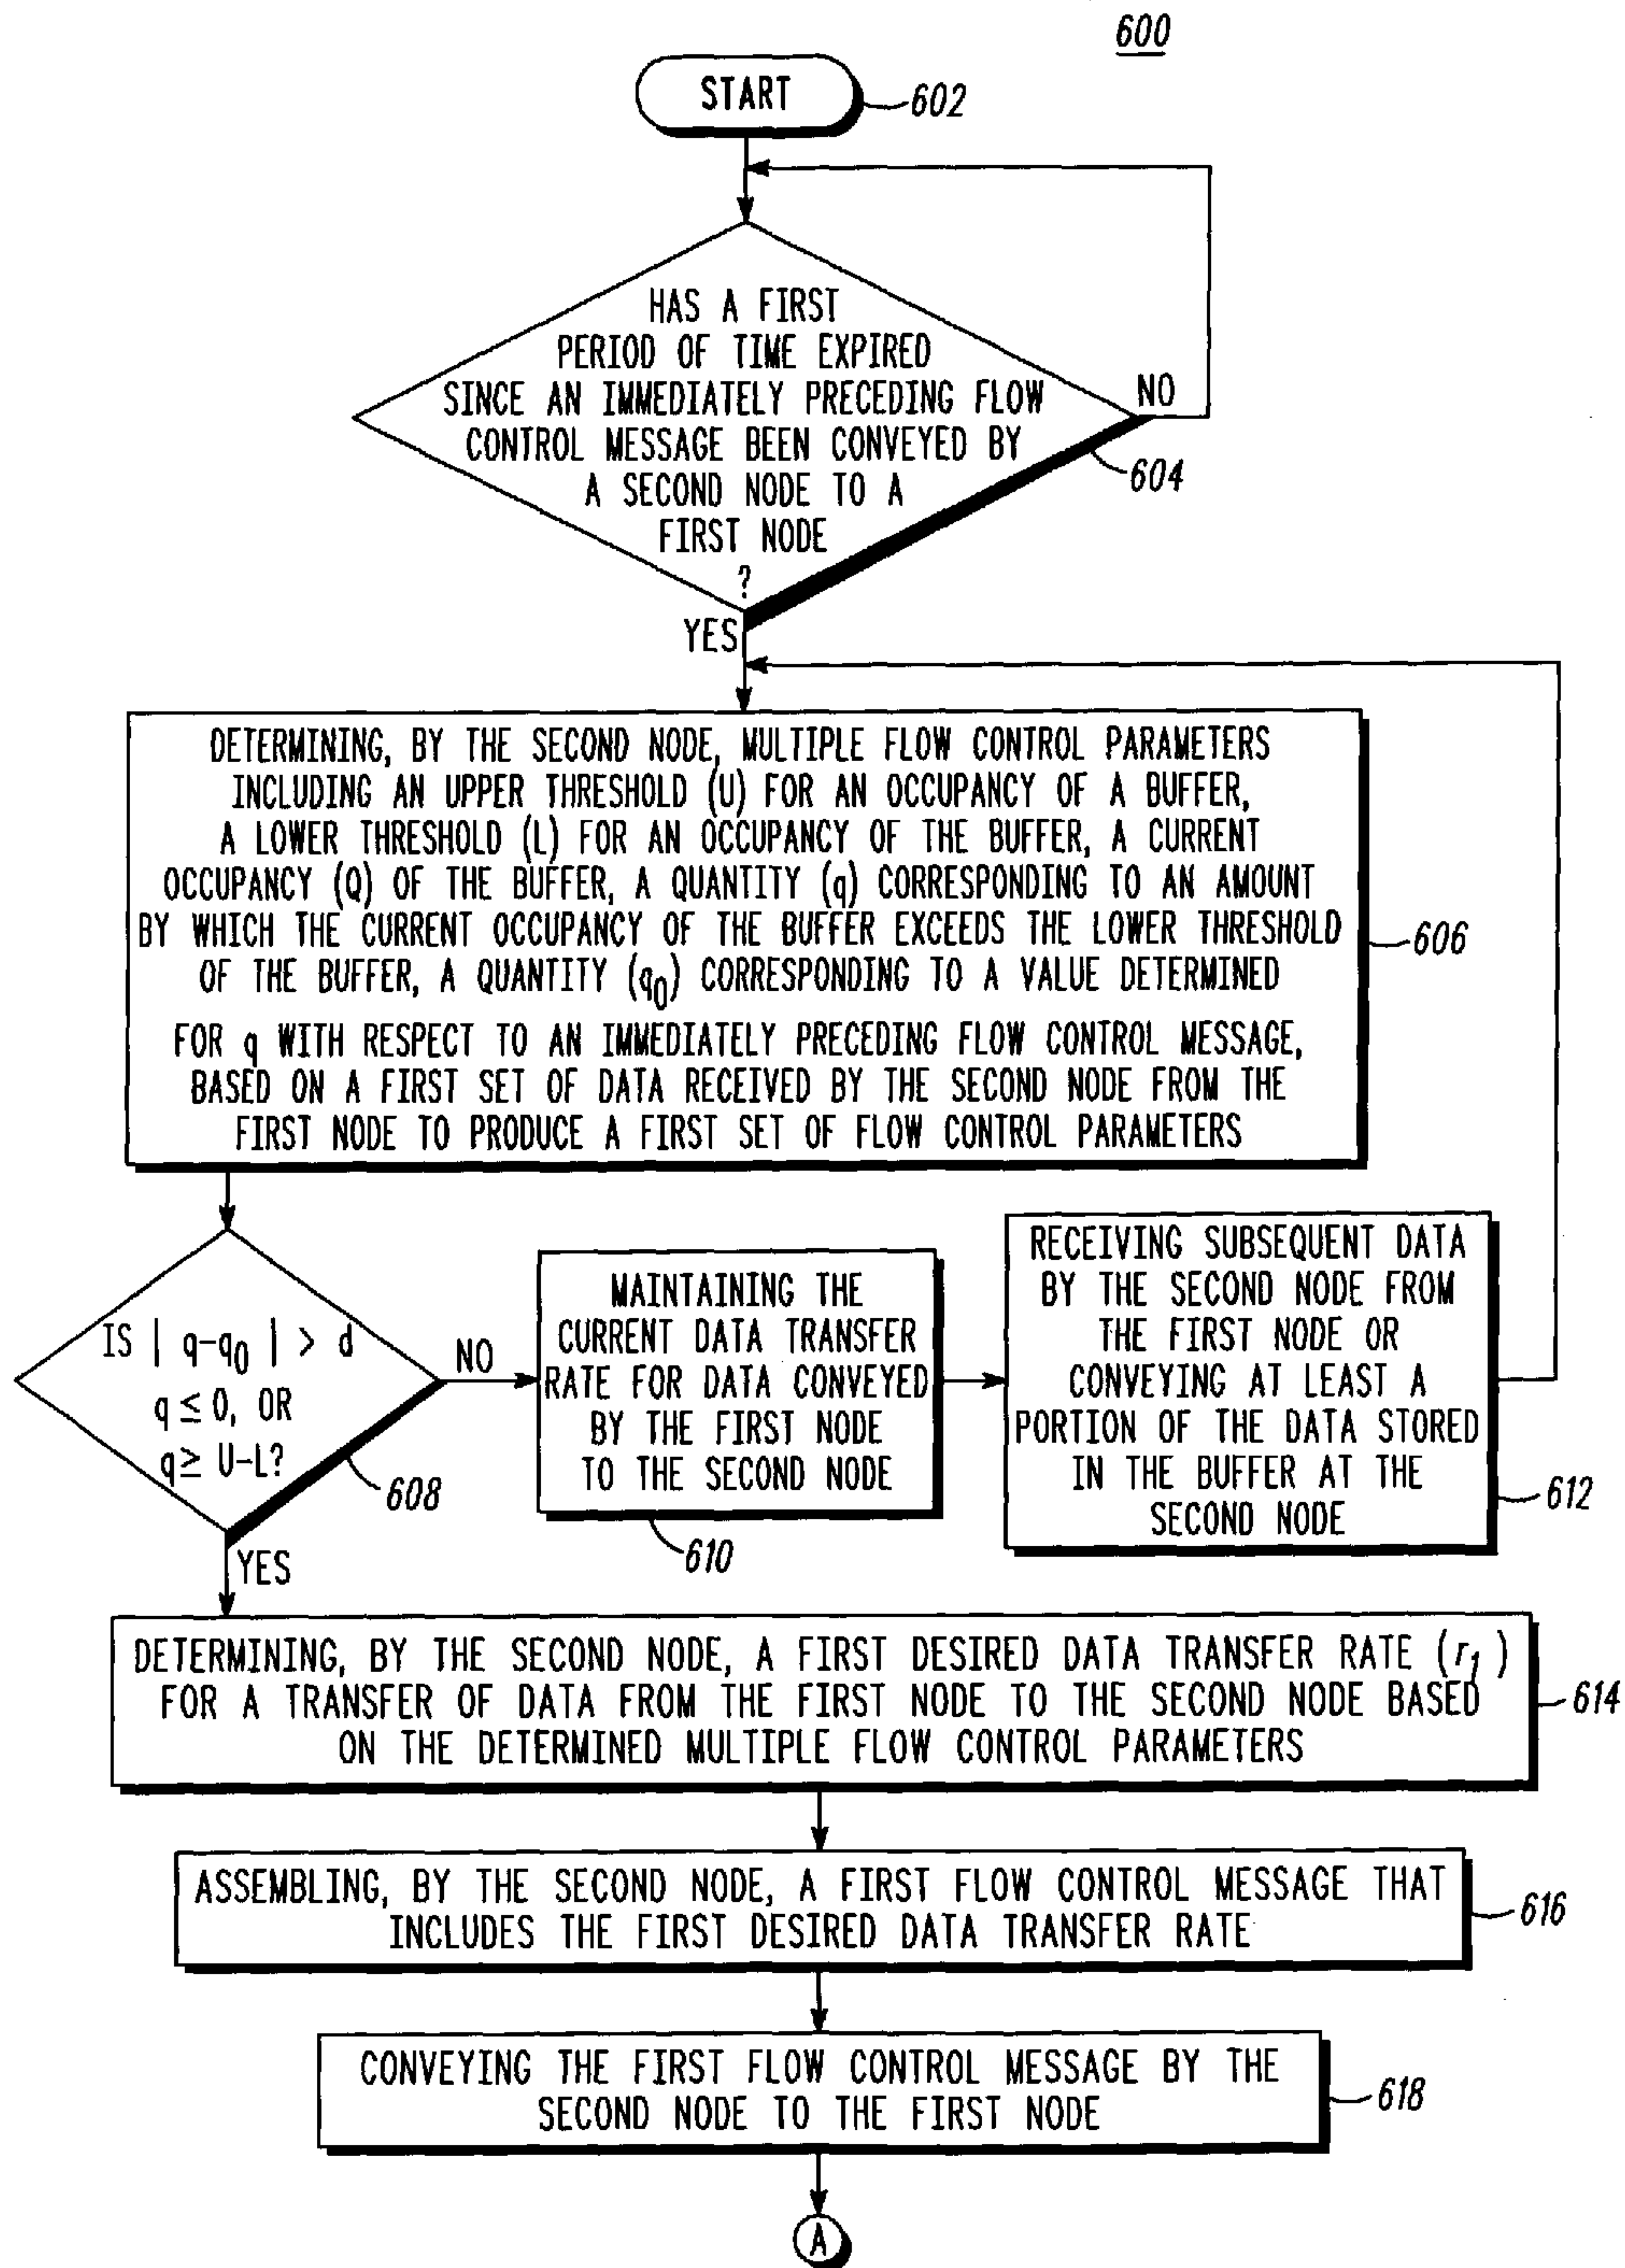 600
START
602
HAS A FIRST
PERIOD OF TIME EXPIRED
SINCE AN IMMEDIATELY PRECEDING FLOW
CONTROL MESSAGE BEEN CONVEYED BY
A SECOND NODE TO A
FIRST NODE
?
NO
604
YES
DETERMINING, BY THE SECOND NODE, MULTIPLE FLOW CONTROL PARAMETERS
INCLUDING AN UPPER THRESHOLD (U) FOR AN OCCUPANCY OF A BUFFER,
A LOWER THRESHOLD (L) FOR AN OCCUPANCY OF THE BUFFER, A CURRENT
OCCUPANCY (Q) OF THE BUFFER, A QUANTITY (q) CORRESPONDING TO AN AMOUNT
BY WHICH THE CURRENT OCCUPANCY OF THE BUFFER EXCEEDS THE LOWER THRESHOLD
OF THE BUFFER, A QUANTITY (q₀) CORRESPONDING TO A VALUE DETERMINED
FOR q WITH RESPECT TO AN IMMEDIATELY PRECEDING FLOW CONTROL MESSAGE,
BASED ON A FIRST SET OF DATA RECEIVED BY THE SECOND NODE FROM THE
FIRST NODE TO PRODUCE A FIRST SET OF FLOW CONTROL PARAMETERS
606
IS | q-q₀ | > d
q ≤ 0, OR
q ≥ U-L?
NO
608
YES
MAINTAINING THE
CURRENT DATA TRANSFER
RATE FOR DATA CONVEYED
BY THE FIRST NODE
TO THE SECOND NODE
610
RECEIVING SUBSEQUENT DATA
BY THE SECOND NODE FROM
THE FIRST NODE OR
CONVEYING AT LEAST A
PORTION OF THE DATA STORED
IN THE BUFFER AT THE
SECOND NODE
612
DETERMINING, BY THE SECOND NODE, A FIRST DESIRED DATA TRANSFER RATE (r₁ )
FOR A TRANSFER OF DATA FROM THE FIRST NODE TO THE SECOND NODE BASED
ON THE DETERMINED MULTIPLE FLOW CONTROL PARAMETERS
614
ASSEMBLING, BY THE SECOND NODE, A FIRST FLOW CONTROL MESSAGE THAT
INCLUDES THE FIRST DESIRED DATA TRANSFER RATE
616
CONVEYING THE FIRST FLOW CONTROL MESSAGE BY THE
SECOND NODE TO THE FIRST NODE
618
A